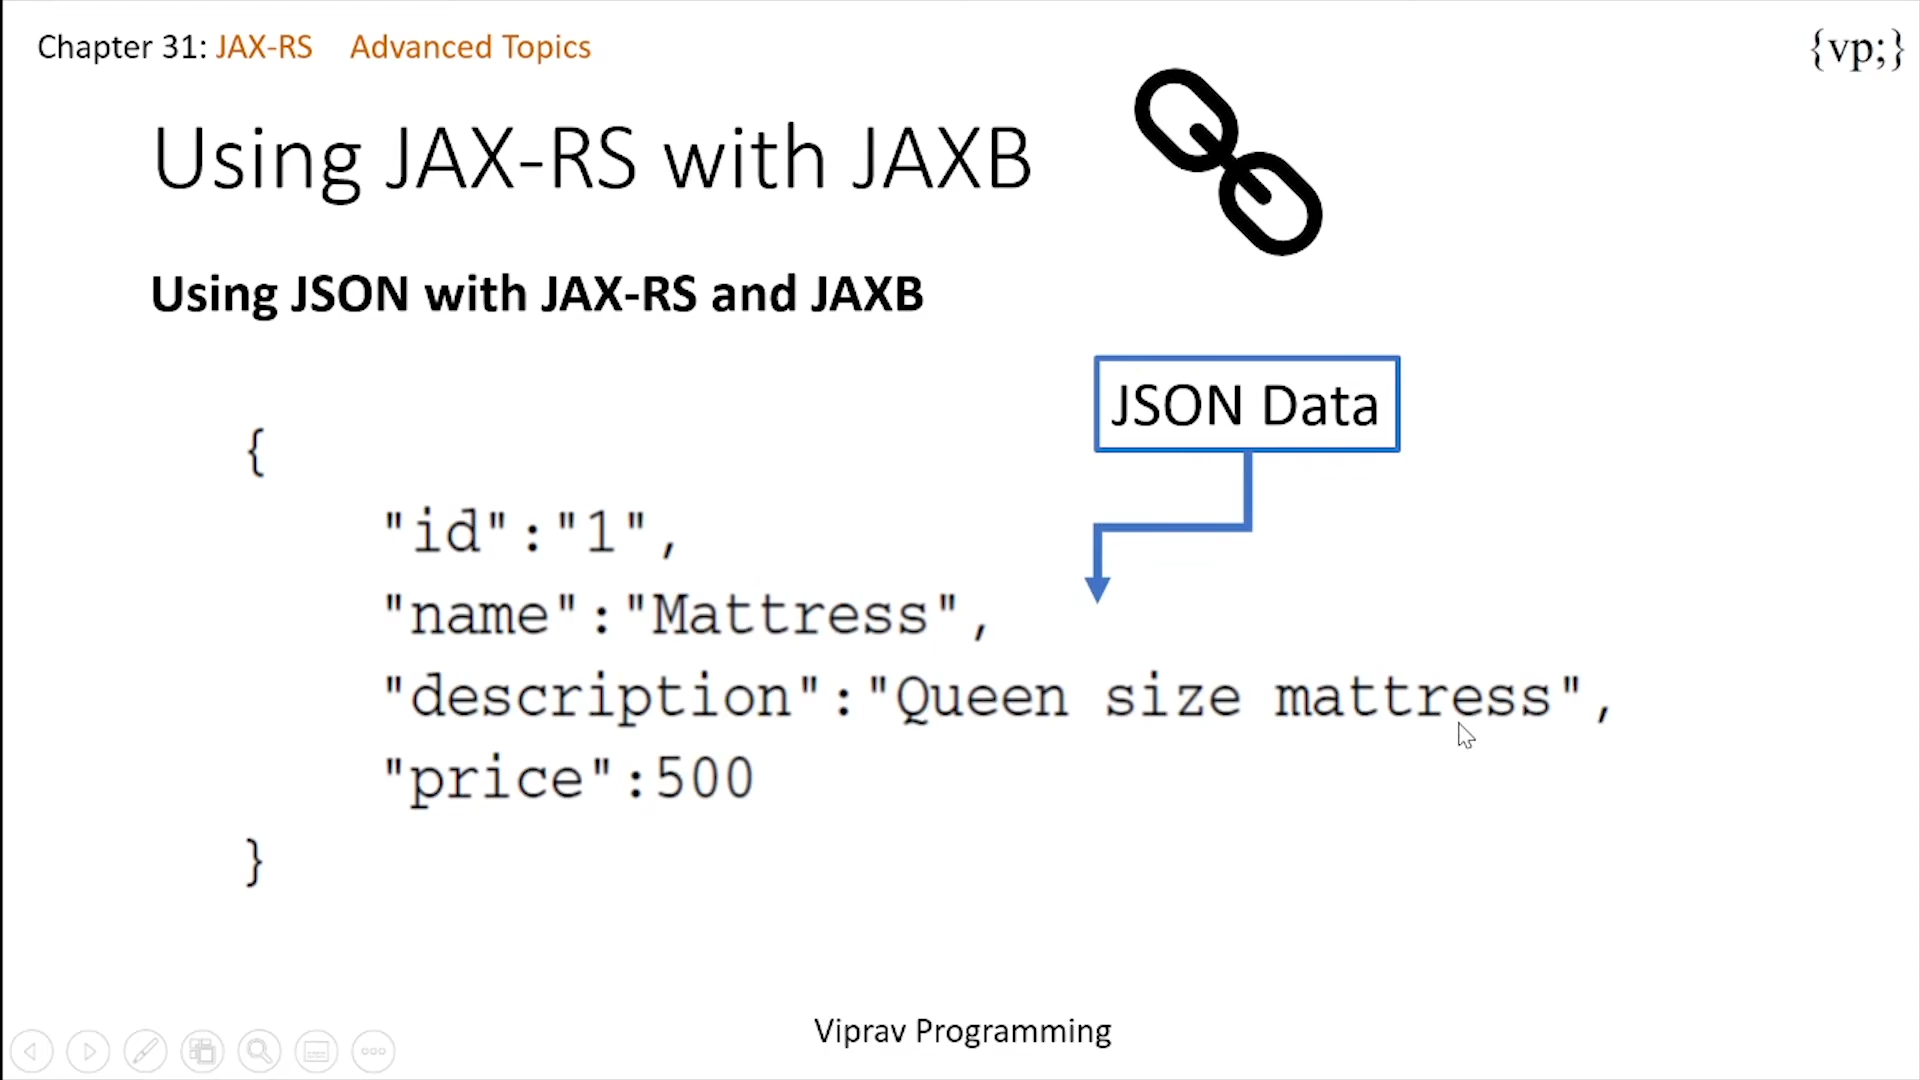 Chapter 31: JAX-RS Advanced Topics
{vp;}
Using JAX-RS with JAXB
Using JSON with JAX-RS and JAXB
JSON Data
{
"id":"1",
"name":"Mattress",
"description":"Queen size mattress",
"price":500
}
Viprav Programming